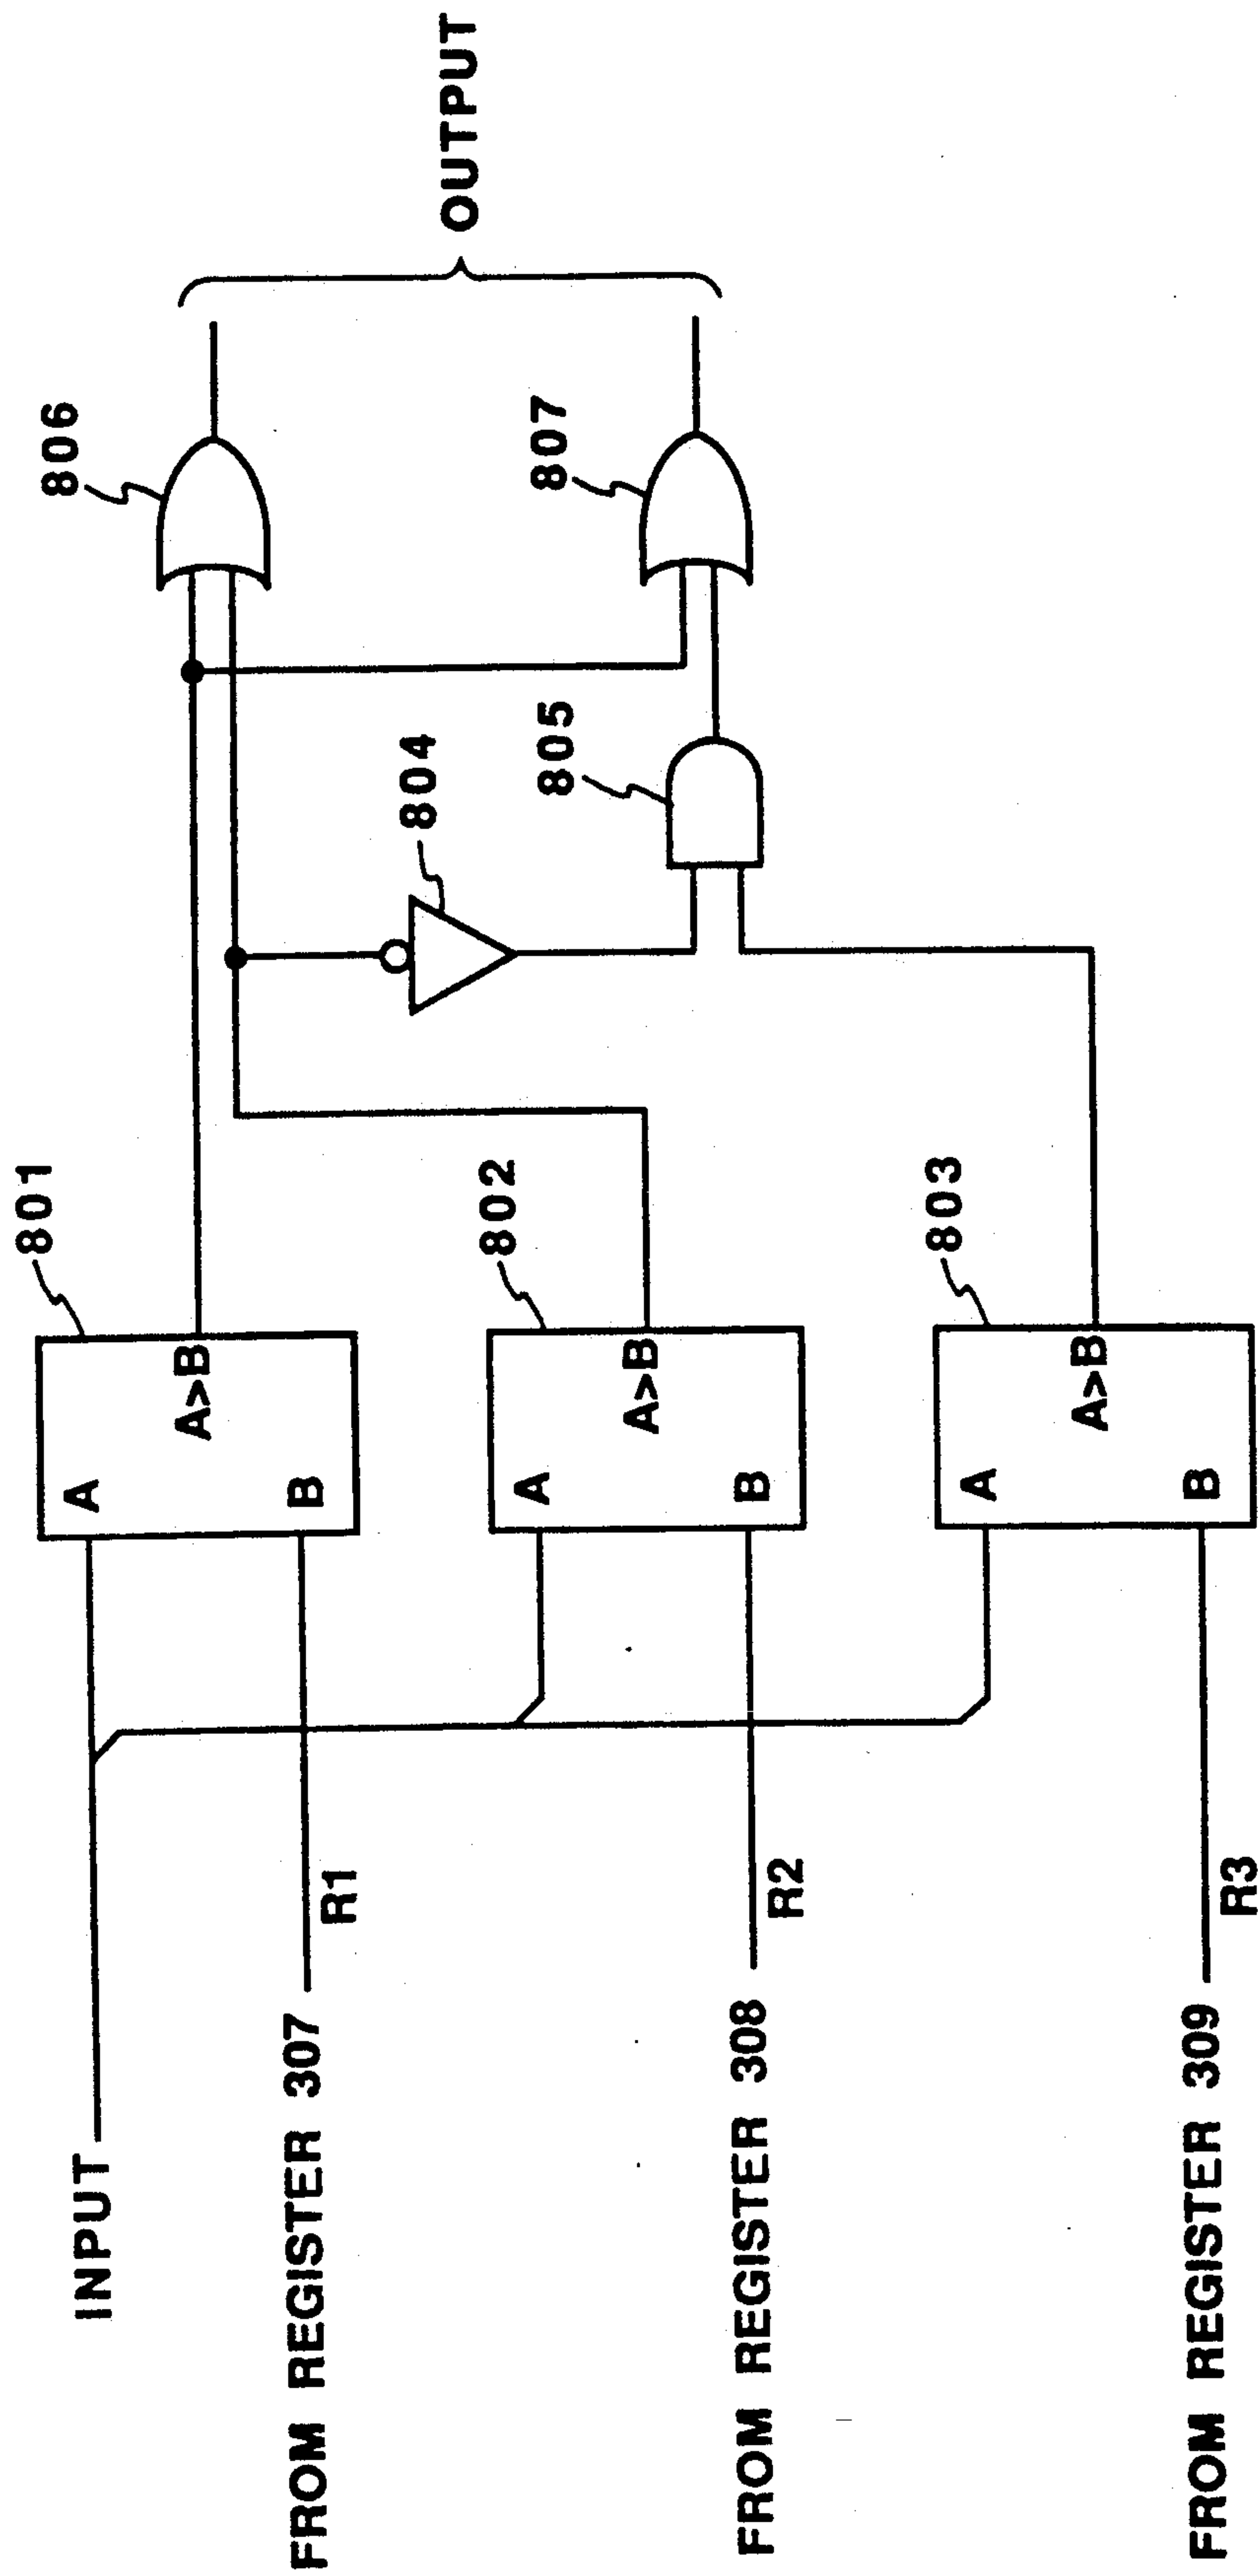 INPUT
FROM REGISTER 307
R1
FROM REGISTER 308
R2
FROM REGISTER 309
R3
801
A
A>B
B
802
A
A>B
B
803
A
A>B
B
804
805
806
807
OUTPUT